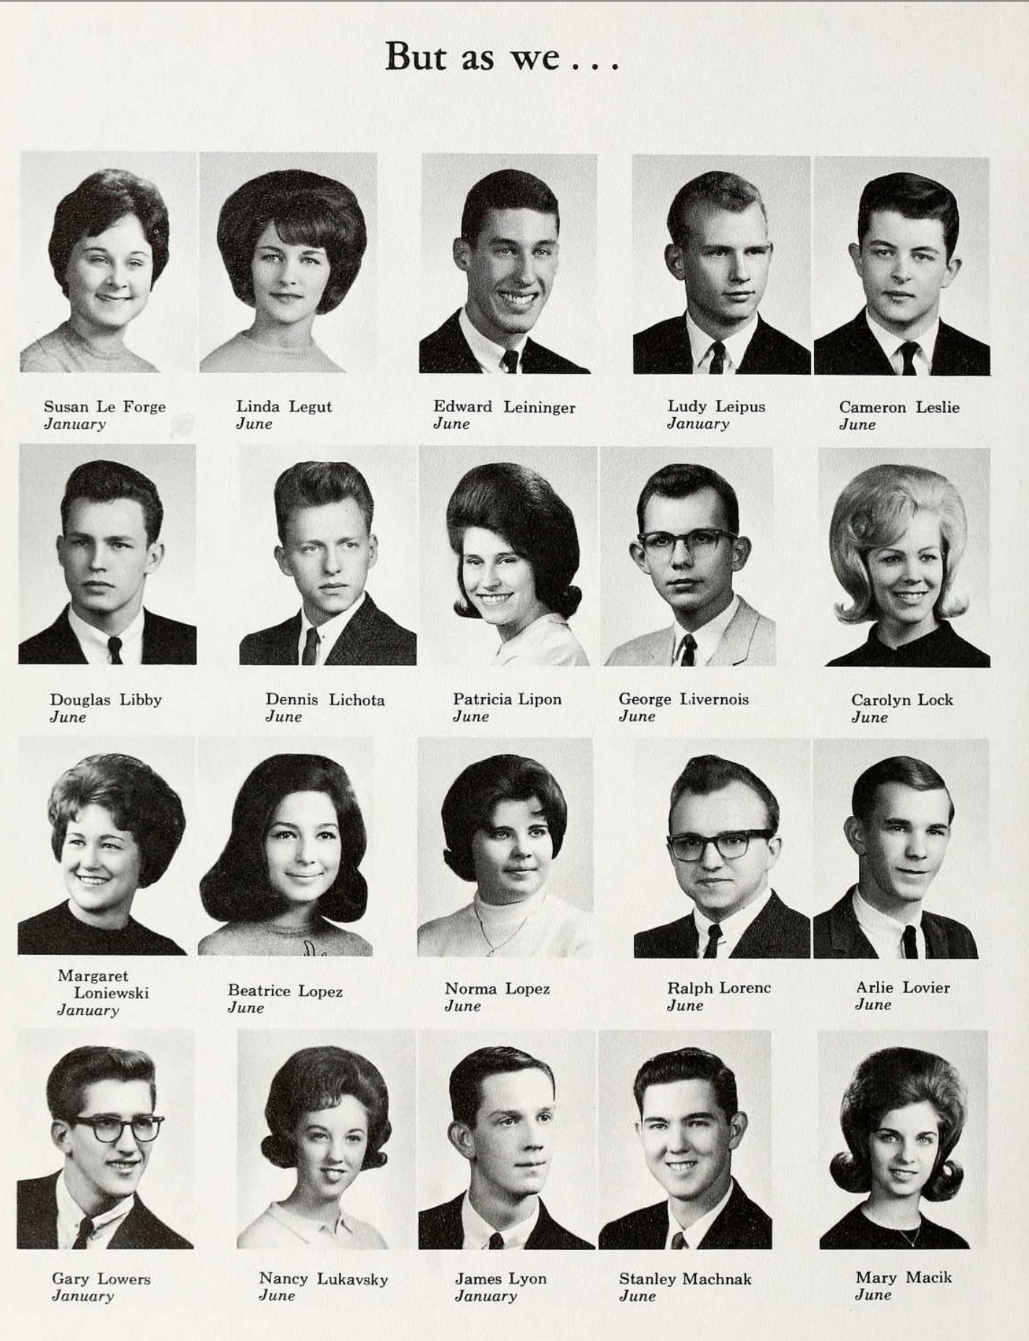 But as we . . .
Susan Le Forge
January
Linda Legut
June
Edward Leininger
June
Ludy Leipus
January
Cameron Leslie
June
Douglas Libby
June
Dennis Lichota
June
Patricia Lipon
June
George Livernois
June
Carolyn Lock
June
Margaret
Loniewski
January
Beatrice Lopez
June
Norma Lopez
June
Ralph Lorenc
June
Arlie Lovier
June
Gary Lowers
January
Nancy Lukavsky
June
James Lyon
January
Stanley Machnak
June
Mary Macik
June